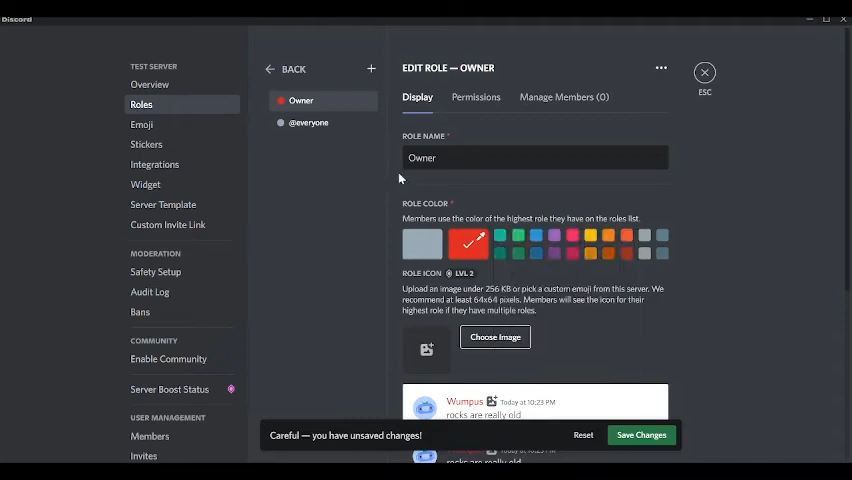 Discord
TEST SERVER
Overview
Roles
Emoji
Stickers
Integrations
Widget
Server Template
Custom Invite Link
MODERATION
Safety Setup
Audit Log
Bans
COMMUNITY
Enable Community
Server Boost Status
USER MANAGEMENT
Members
Invites
BACK
Owner
@everyone
EDIT ROLE — OWNER
ESC
Display Permissions Manage Members (0)
ROLE NAME *
Owner
ROLE COLOR *
Members use the color of the highest role they have on the roles list.
ROLE ICON LVL 2
Upload an image under 256 KB or pick a custom emoji from this server. We
recommend at least 64x64 pixels. Members will see the icon for their
highest role if they have multiple roles.
Choose Image
Wumpus Today at 10:23 PM
rocks are really old
Careful — you have unsaved changes!
Reset
Save Changes
rocks are really old